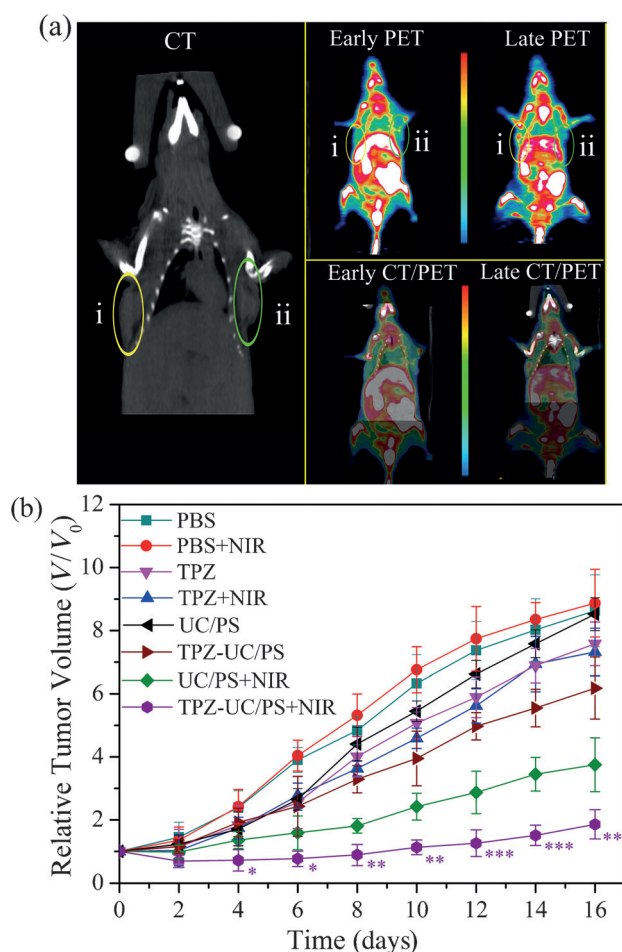 (a)
CT
i
ii
Early PET
Late PET
i
ii
i
ii
Early CT/PET
Late CT/PET
(b)
Relative Tumor Volume (V/V₀)
12
10
8
6
4
2
0
PBS
PBS+NIR
TPZ
TPZ+NIR
UC/PS
TPZ-UC/PS
UC/PS+NIR
TPZ-UC/PS+NIR
* * ** ** *** *** **
0 2 4 6 8 10 12 14 16
Time (days)